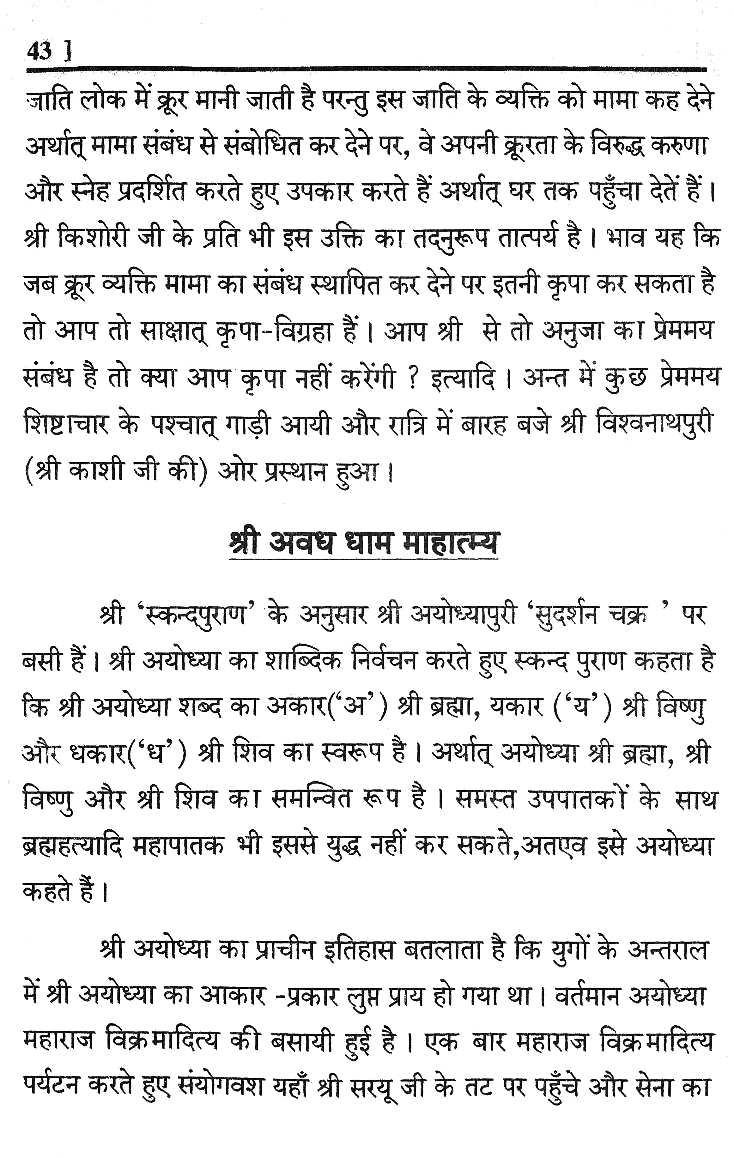 43 ]
जाति लोक में क्रूर मानी जाती है परन्तु इस जाति के व्यक्ति को मामा कह देने
अर्थात् मामा संबंध से संबोधित कर देने पर, वे अपनी क्रूरता के विरुद्ध करुणा
और स्नेह प्रदर्शित करते हुए उपकार करते हैं अर्थात् घर तक पहुँचा देतें हैं।
श्री किशोरी जी के प्रति भी इस उक्ति का तदनुरूप तात्पर्य है। भाव यह कि
जब क्रूर व्यक्ति मामा का संबंध स्थापित कर देने पर इतनी कृपा कर सकता है
तो आप तो साक्षात् कृपा-विग्रहा हैं। आप श्री से तो अनुजा का प्रेममय
संबंध है तो क्या आप कृपा नहीं करेंगी ? इत्यादि। अन्त में कुछ प्रेममय
शिष्टाचार के पश्चात् गाड़ी आयी और रात्रि में बारह बजे श्री विश्वनाथपुरी
(श्री काशी जी की) ओर प्रस्थान हुआ।
श्री अवध धाम माहात्म्य
श्री ‘स्कन्दपुराण’ के अनुसार श्री अयोध्यापुरी ‘सुदर्शन चक्र ’ पर
बसी हैं। श्री अयोध्या का शाब्दिक निर्वचन करते हुए स्कन्द पुराण कहता है
कि श्री अयोध्या शब्द का अकार(‘अ’) श्री ब्रह्मा, यकार (‘य’) श्री विष्णु
और धकार(‘ध’) श्री शिव का स्वरूप है। अर्थात् अयोध्या श्री ब्रह्मा, श्री
विष्णु और श्री शिव का समन्वित रूप है। समस्त उपपातकों के साथ
ब्रह्महत्यादि महापातक भी इससे युद्ध नहीं कर सकते,अतएव इसे अयोध्या
कहते हैं।
श्री अयोध्या का प्राचीन इतिहास बतलाता है कि युगों के अन्तराल
में श्री अयोध्या का आकार -प्रकार लुप्त प्राय हो गया था। वर्तमान अयोध्या
महाराज विक्रमादित्य की बसायी हुई है। एक बार महाराज विक्रमादित्य
पर्यटन करते हुए संयोगवश यहाँ श्री सरयू जी के तट पर पहुँचे और सेना का